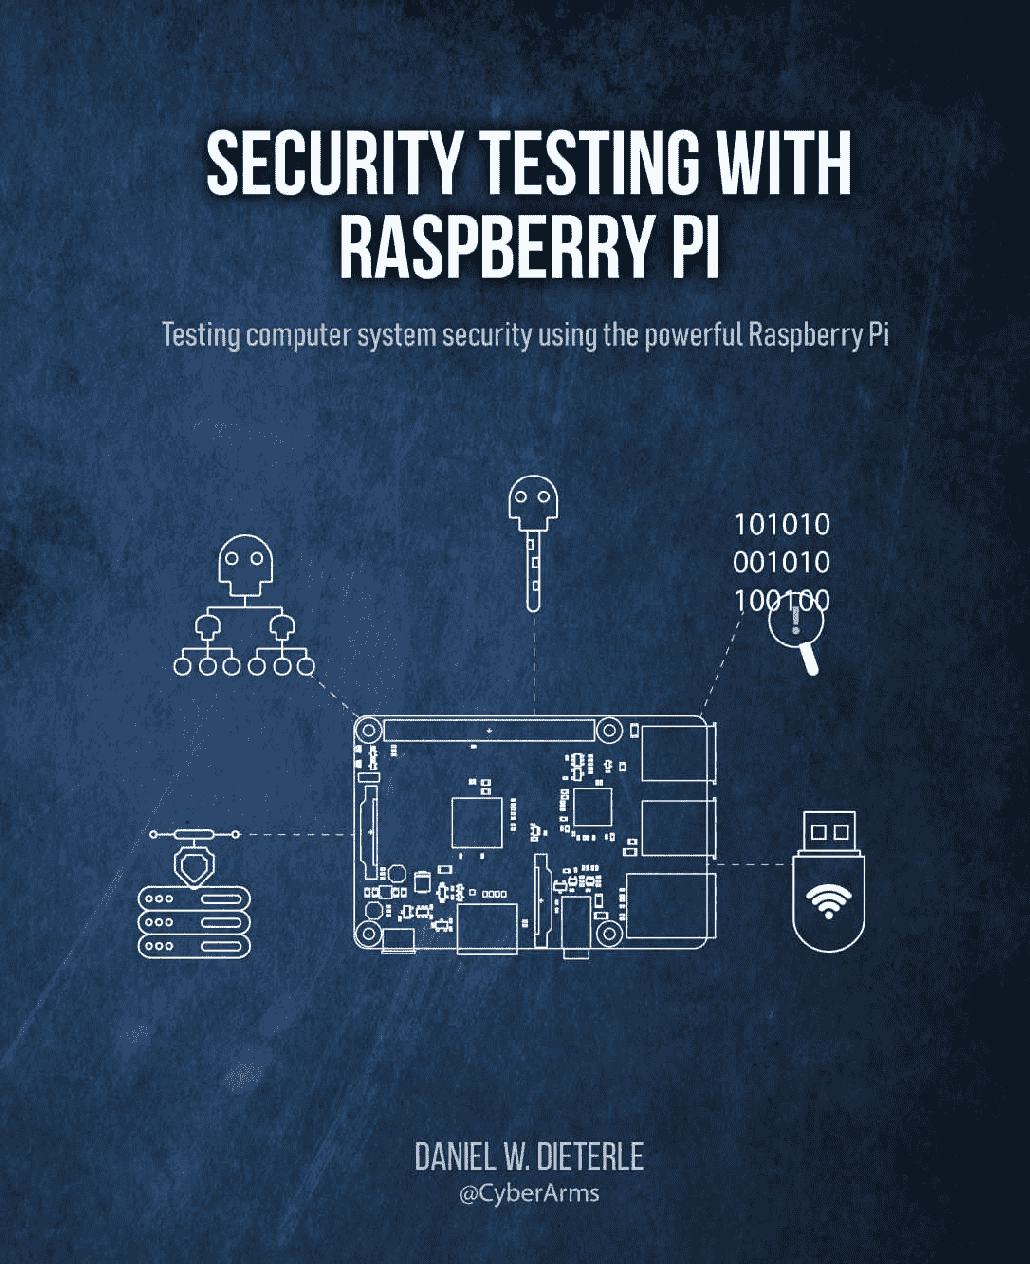 SECURITY TESTING WITH
RASPBERRY PI
Testing computer system security using the powerful Raspberry Pi
101010
001010
100100
!
DANIEL W. DIETERLE
@CyberArms